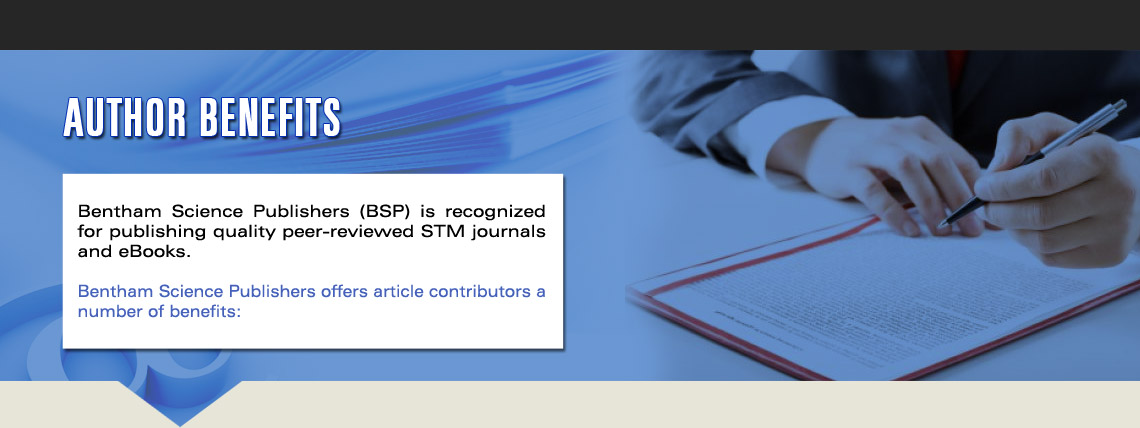 AUTHOR BENEFITS
Bentham Science Publishers (BSP) is recognized
for publishing quality peer-reviewed STM journals
and eBooks.
Bentham Science Publishers offers article contributors a
number of benefits: